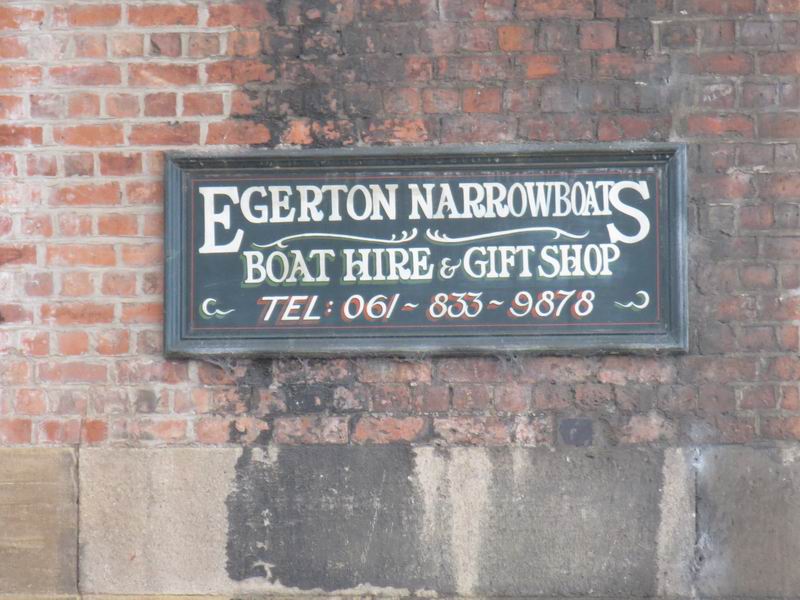 EGERTON NARROWBOATS
BOAT HIRE & GIFT SHOP
TEL: 061 ~ 833 ~ 9878